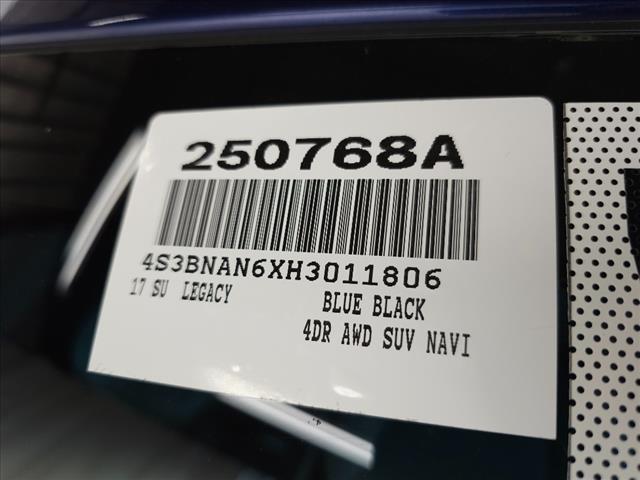 250768A
4S3BNAN6XH3011806
17 SU LEGACY BLUE BLACK
4DR AWD SUV NAVI